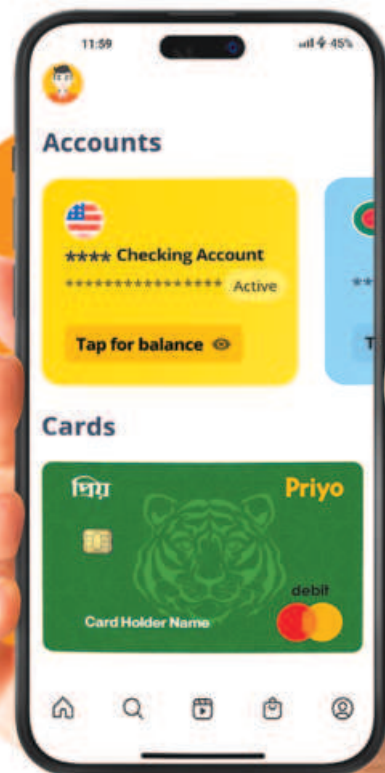 11:59
45%
Accounts
**** Checking Account
**************** Active
Tap for balance
**
T
Cards
প্রিয়
Priyo
debit
Card Holder Name